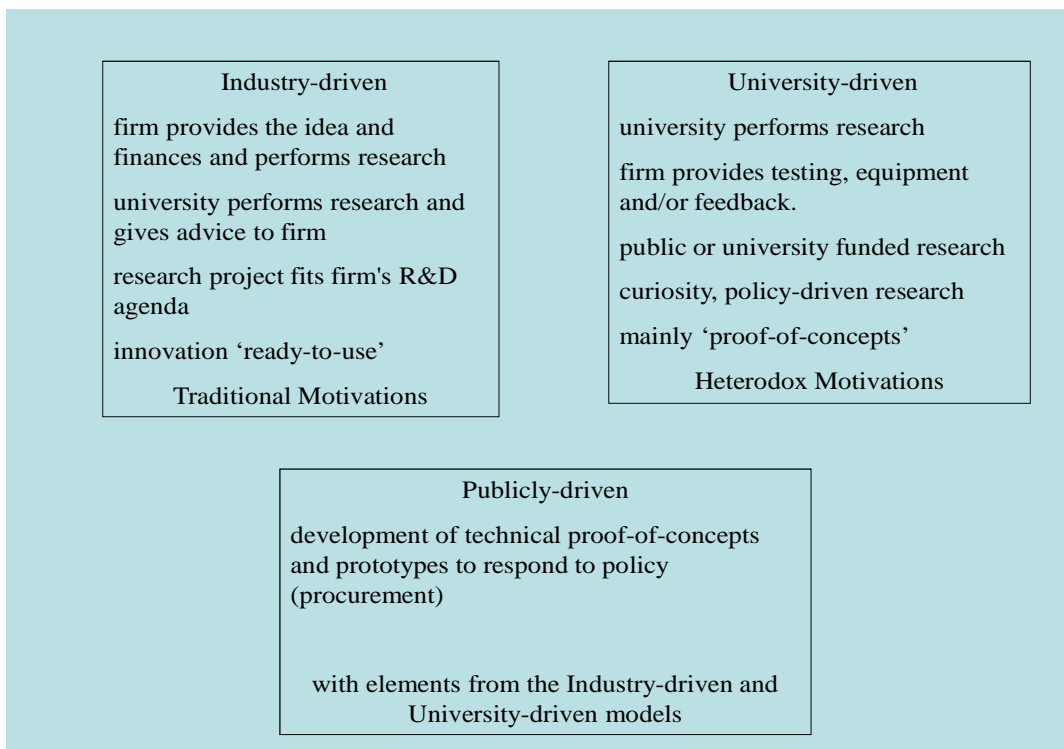 Industry-driven
firm provides the idea and
finances and performs research
university performs research and
gives advice to firm
research project fits firm's R&D
agenda
innovation ‘ready-to-use’
Traditional Motivations
University-driven
university performs research
firm provides testing, equipment
and/or feedback.
public or university funded research
curiosity, policy-driven research
mainly ‘proof-of-concepts’
Heterodox Motivations
Publicly-driven
development of technical proof-of-concepts
and prototypes to respond to policy
(procurement)
with elements from the Industry-driven and
University-driven models